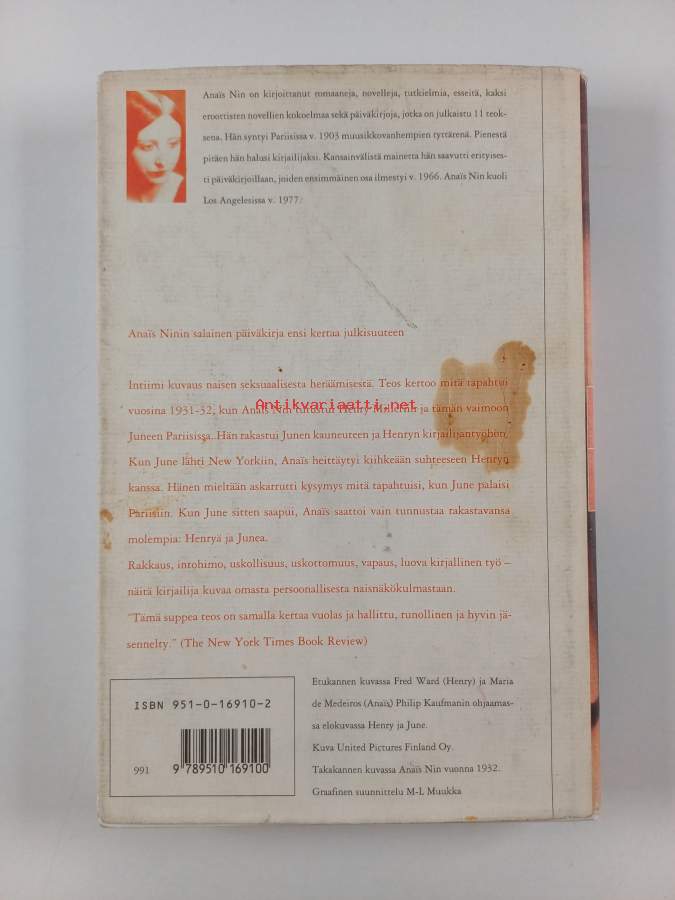 Anaïs Nin on kirjoittanut romaaneja, novelleja, tutkielmia, esseitä, kaksi
eroottisten novellien kokoelmaa sekä päiväkirjoja, jotka on julkaistu 11 teok-
sena. Hän syntyi Pariisissa v. 1903 muusikkovanhempien tyttärenä. Pienestä
pitäen hän halusi kirjailijaksi. Kansainvälistä mainetta hän saavutti erityises-
ti päiväkirjoillaan, joiden ensimmäinen osa ilmestyi v. 1966. Anaïs Nin kuoli
Los Angelesissa v. 1977.
Anaïs Ninin salainen päiväkirja ensi kertaa julkisuuteen
Intiimi kuvaus naisen seksuaalisesta heräämisestä. Teos kertoo mitä tapahtui
Antikvariaatti.net
vuosina 1931-32, kun Anaïs Nin tutustui Henry Milleriin ja tämän vaimoon
Juneen Pariisissa. Hän rakastui Junen kauneuteen ja Henryn kirjailijantyöhön.
Kun June lähti New Yorkiin, Anaïs heittäytyi kiihkeään suhteeseen Henryn
kanssa. Hänen mieltään askarrutti kysymys mitä tapahtuisi, kun June palaisi
Pariisiin. Kun June sitten saapui, Anaïs saattoi vain tunnustaa rakastavansa
molempia: Henryä ja Junea.
Rakkaus, intohimo, uskollisuus, uskottomuus, vapaus, luova kirjallinen työ –
näitä kirjailija kuvaa omasta persoonallisesta naisnäkökulmastaan.
"Tämä suppea teos on samalla kertaa vuolas ja hallittu, runollinen ja hyvin jä-
sennelty." (The New York Times Book Review)
ISBN 951-0-16910-2
991
9 789510 169100
Etukannen kuvassa Fred Ward (Henry) ja Maria
de Medeiros (Anaïs) Philip Kaufmanin ohjaamas-
sa elokuvassa Henry ja June.
Kuva United Pictures Finland Oy.
Takakannen kuvassa Anaïs Nin vuonna 1932.
Graafinen suunnittelu M-L Muukka